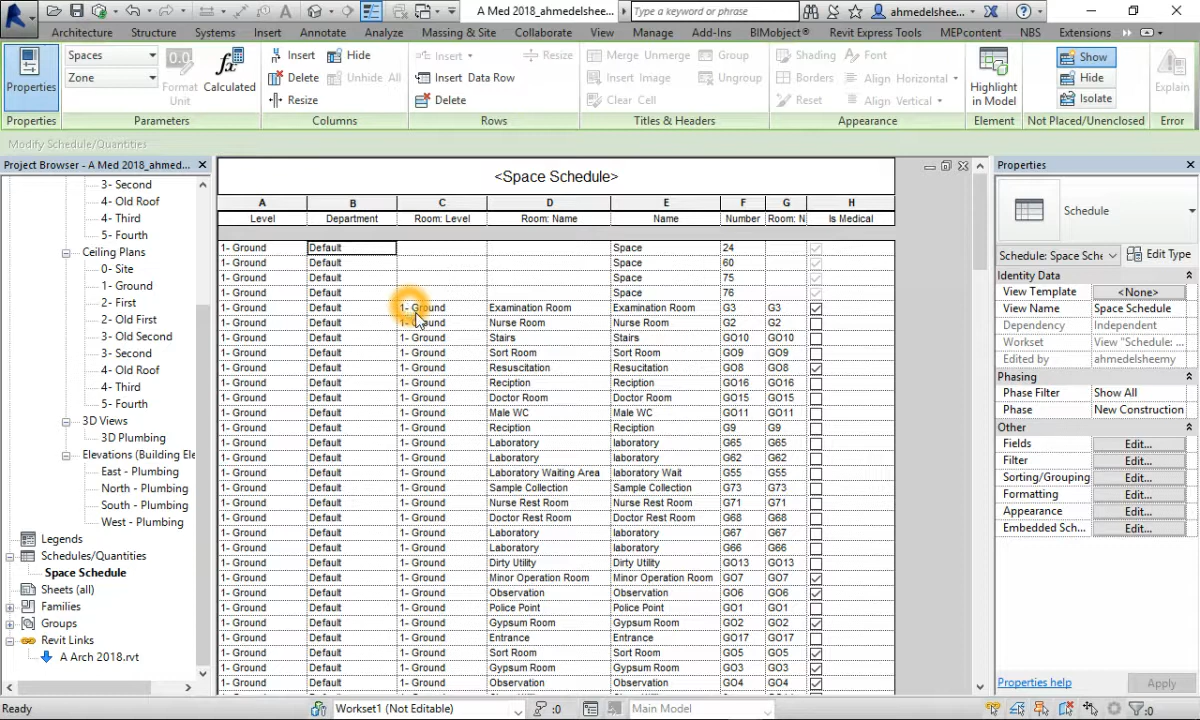 A Med 2018_ahmedelshe...
Type a keyword or phrase
ahmedelshee...
Architecture Structure Systems Insert Annotate Analyze Massing & Site Collaborate View Manage Add-Ins BIMobject® Revit Express Tools MEPcontent NBS Extensions
Properties
Properties
Spaces
Zone
Format Unit
Calculated
Parameters
Insert Hide
Delete Unhide All
Resize
Columns
Insert Resize
Insert Data Row
Delete
Rows
Merge Unmerge Group
Insert Image Ungroup
Clear Cell
Titles & Headers
Shading Font
Borders Align Horizontal
Reset Align Vertical
Appearance
Highlight in Model
Element
Show
Hide
Isolate
Not Placed/Unenclosed
Explain
Error
Modify Schedule/Quantities
Project Browser - A Med 2018_ahmed...
3- Second
4- Old Roof
4- Third
5- Fourth
Ceiling Plans
0- Site
1- Ground
2- First
2- Old First
3- Old Second
3- Second
4- Old Roof
4- Third
5- Fourth
3D Views
3D Plumbing
Elevations (Building Ele
East - Plumbing
North - Plumbing
South - Plumbing
West - Plumbing
Legends
Schedules/Quantities
Space Schedule
Sheets (all)
Families
Groups
Revit Links
A Arch 2018.rvt
<Space Schedule>
A B C D E F G H
Level Department Room: Level Room: Name Name Number Room: N Is Medical
1- Ground Default Space 24
1- Ground Default Space 60
1- Ground Default Space 75
1- Ground Default Space 76
1- Ground Default 1- Ground Examination Room Examination Room G3 G3
1- Ground Default 1- Ground Nurse Room Nurse Room G2 G2
1- Ground Default 1- Ground Stairs Stairs GO10 GO10
1- Ground Default 1- Ground Sort Room Sort Room GO9 GO9
1- Ground Default 1- Ground Resuscitation Resucitation GO8 GO8
1- Ground Default 1- Ground Reciption Reciption GO16 GO16
1- Ground Default 1- Ground Doctor Room Doctor Room GO15 GO15
1- Ground Default 1- Ground Male WC Male WC GO11 GO11
1- Ground Default 1- Ground Reciption Reciption G9 G9
1- Ground Default 1- Ground Laboratory laboratory G65 G65
1- Ground Default 1- Ground Laboratory laboratory G62 G62
1- Ground Default 1- Ground Laboratory Waiting Area laboratory Wait G55 G55
1- Ground Default 1- Ground Sample Collection Sample Collection G73 G73
1- Ground Default 1- Ground Nurse Rest Room Nurse Rest Room G71 G71
1- Ground Default 1- Ground Doctor Rest Room Doctor Rest Room G68 G68
1- Ground Default 1- Ground Laboratory laboratory G67 G67
1- Ground Default 1- Ground Laboratory laboratory G66 G66
1- Ground Default 1- Ground Dirty Utility Dirty Utility GO13 GO13
1- Ground Default 1- Ground Minor Operation Room Minor Operation Room GO7 GO7
1- Ground Default 1- Ground Observation Observation GO6 GO6
1- Ground Default 1- Ground Police Point Police Point GO1 GO1
1- Ground Default 1- Ground Gypsum Room Gypsum Room GO2 GO2
1- Ground Default 1- Ground Entrance Entrance GO17 GO17
1- Ground Default 1- Ground Sort Room Sort Room GO5 GO5
1- Ground Default 1- Ground Gypsum Room Gypsum Room GO3 GO3
1- Ground Default 1- Ground Observation Observation GO4 GO4
Properties
Schedule
Schedule: Space Sche Edit Type
Identity Data
View Template <None>
View Name Space Schedule
Dependency Independent
Workset View "Schedule: ...
Edited by ahmedelsheemy
Phasing
Phase Filter Show All
Phase New Construction
Other
Fields Edit...
Filter Edit...
Sorting/Grouping Edit...
Formatting Edit...
Appearance Edit...
Embedded Sch... Edit...
Properties help Apply
Ready
Workset1 (Not Editable) :0 Main Model :0